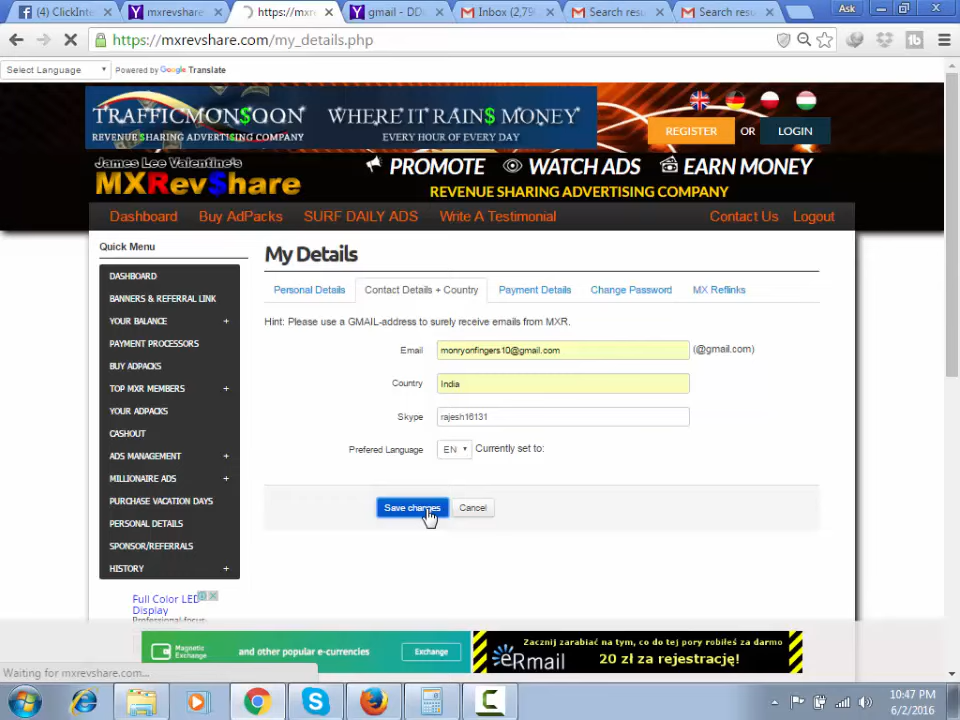 (4) ClickInte
mxrevshare
https://mxre
gmail - DD
Inbox (2,79
Search resu
Search resu
Ask
https://mxrevshare.com/my_details.php
Select Language
Powered by Google Translate
TRAFFICMONSOON
REVENUE SHARING ADVERTISING COMPANY
WHERE IT RAIN$ MONEY
EVERY HOUR OF EVERY DAY
REGISTER OR LOGIN
James Lee Valentine's
MXRevShare
PROMOTE WATCH ADS EARN MONEY
REVENUE SHARING ADVERTISING COMPANY
Dashboard Buy AdPacks SURF DAILY ADS Write A Testimonial Contact Us Logout
Quick Menu
DASHBOARD
BANNERS & REFERRAL LINK
YOUR BALANCE +
PAYMENT PROCESSORS
BUY ADPACKS
TOP MXR MEMBERS +
YOUR ADPACKS
CASHOUT
ADS MANAGEMENT +
MILLIONAIRE ADS +
PURCHASE VACATION DAYS
PERSONAL DETAILS
SPONSOR/REFERRALS
HISTORY +
Full Color LED
Display
My Details
Personal Details Contact Details + Country Payment Details Change Password MX Reflinks
Hint: Please use a GMAIL-address to surely receive emails from MXR.
Email monryonfingers10@gmail.com (@gmail.com)
Country India
Skype rajesh16131
Prefered Language EN Currently set to:
Save changes Cancel
Magnetic
Exchange
and other popular e-currencies
Exchange
eRmail
Zacznij zarabiać na tym, co do tej pory robiłeś za darmo
20 zł za rejestrację!
Waiting for mxrevshare.com...
10:47 PM
6/2/2016